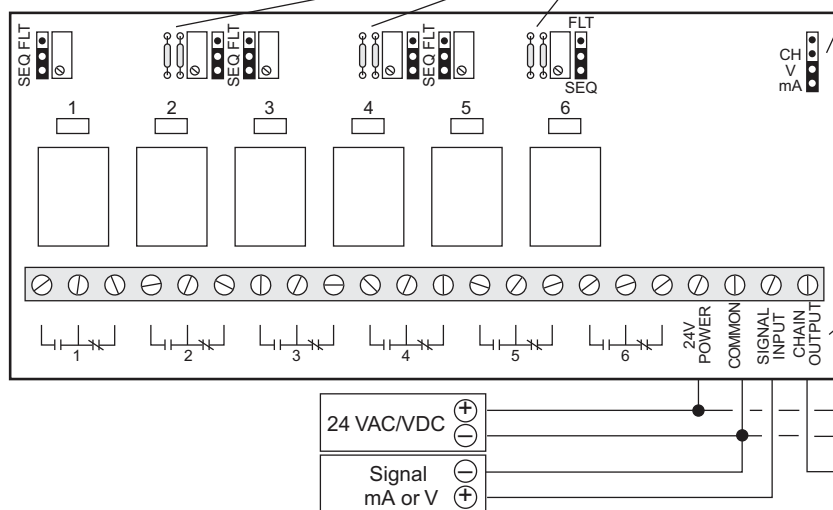 SEQ FLT
SEQ FLT
SEQ FLT
FLT
SEQ
CH
V
mA
1 2 3 4 5 6
1 2 3 4 5 6
24V
POWER
COMMON
SIGNAL
INPUT
CHAIN
OUTPUT
24 VAC/VDC + −
Signal
mA or V
− +